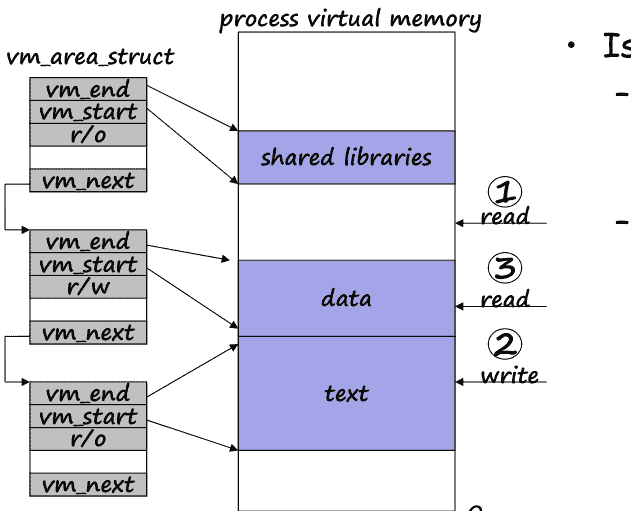 process virtual memory
vm_area_struct
vm_end
vm_start
r/o
vm_next
shared libraries
1
read
vm_end
vm_start
r/w
vm_next
data
3
read
2
write
vm_end
vm_start
r/o
vm_next
text
• Is
-
-